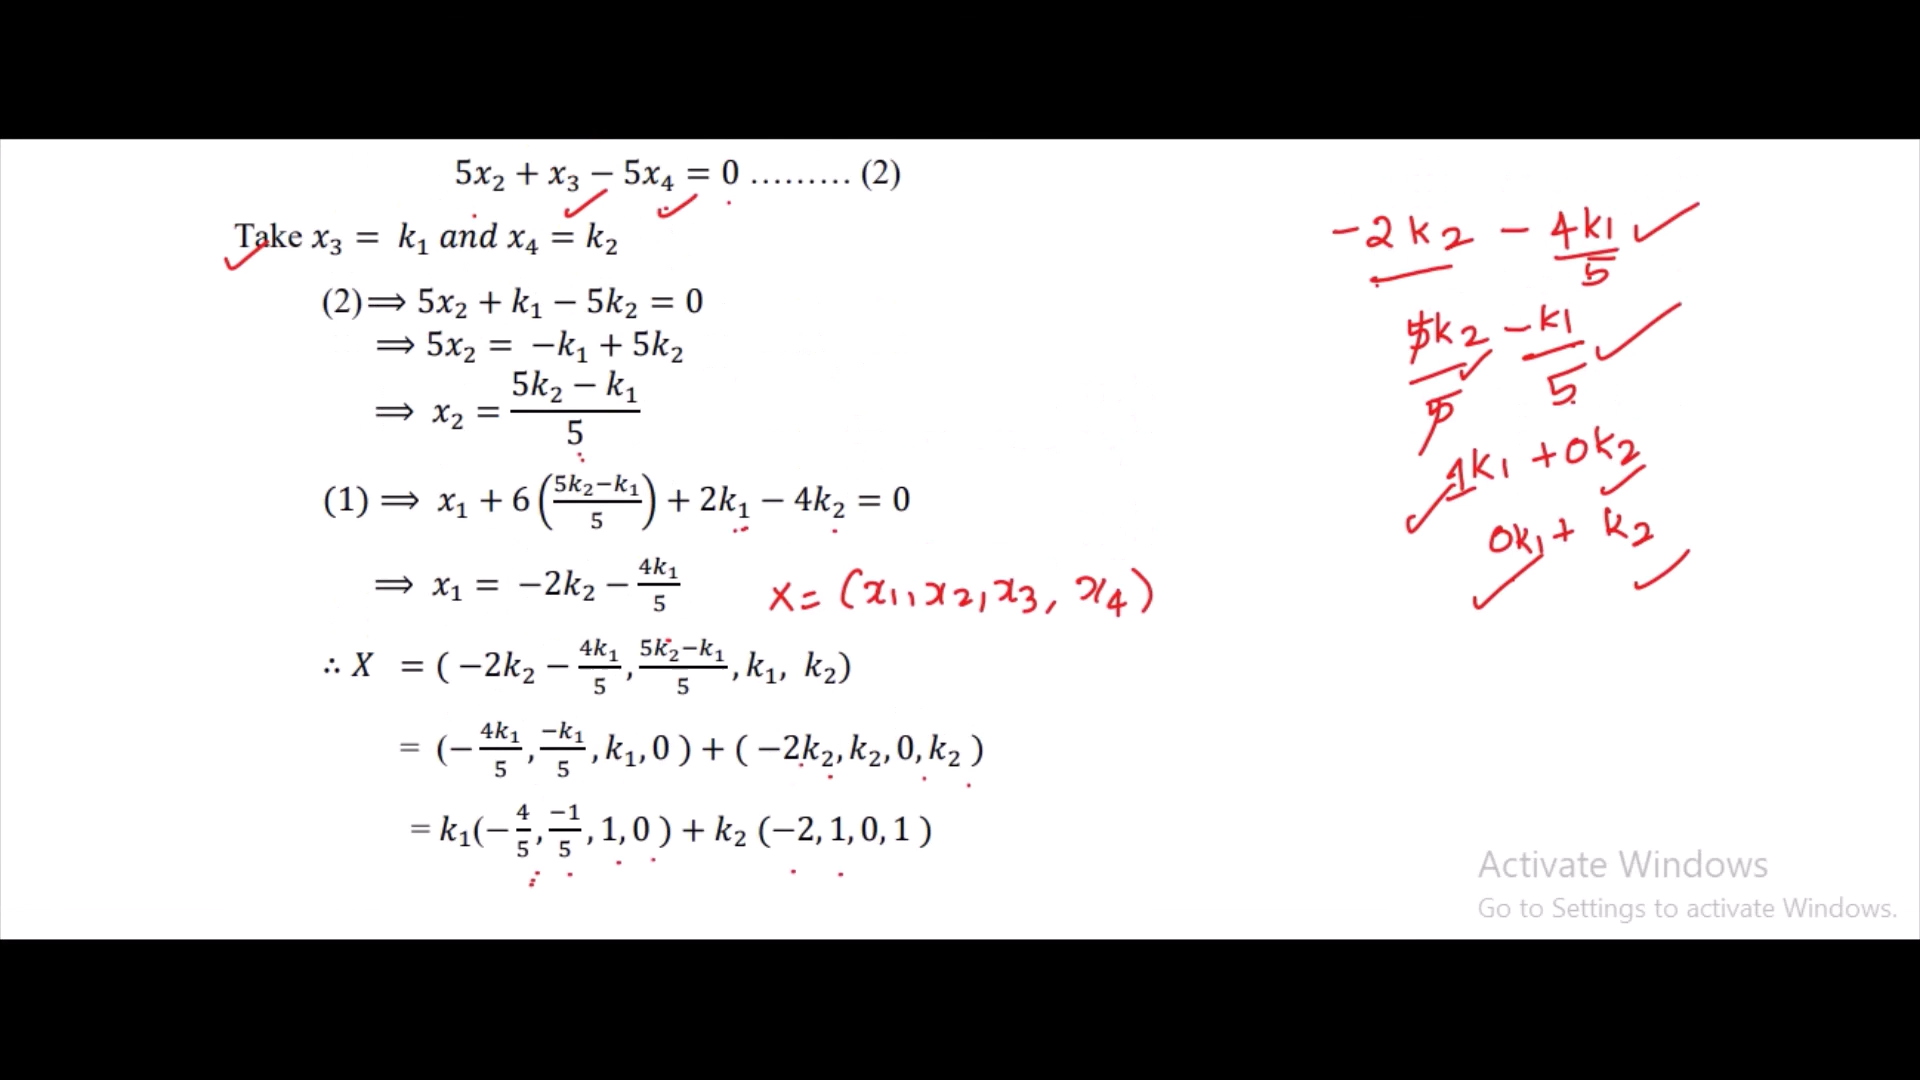 5x₂ + x₃ − 5x₄ = 0 ......... (2)
Take x₃ = k₁ and x₄ = k₂
(2)⟹ 5x₂ + k₁ − 5k₂ = 0
⟹ 5x₂ = −k₁ + 5k₂
⟹ x₂ = (5k₂ − k₁)/5
(1) ⟹ x₁ + 6((5k₂−k₁)/5) + 2k₁ − 4k₂ = 0
⟹ x₁ = −2k₂ − 4k₁/5
x = (x₁, x₂, x₃, x₄)
∴ X = ( −2k₂ − 4k₁/5, (5k₂−k₁)/5, k₁, k₂)
= (− 4k₁/5, −k₁/5, k₁, 0 ) + ( −2k₂, k₂, 0, k₂ )
= k₁(− 4/5, −1/5, 1, 0 ) + k₂ (−2, 1, 0, 1 )
−2k₂ − 4k₁/5
5k₂/5 − k₁/5
1k₁ + 0k₂
0k₁ + k₂
Activate Windows
Go to Settings to activate Windows.